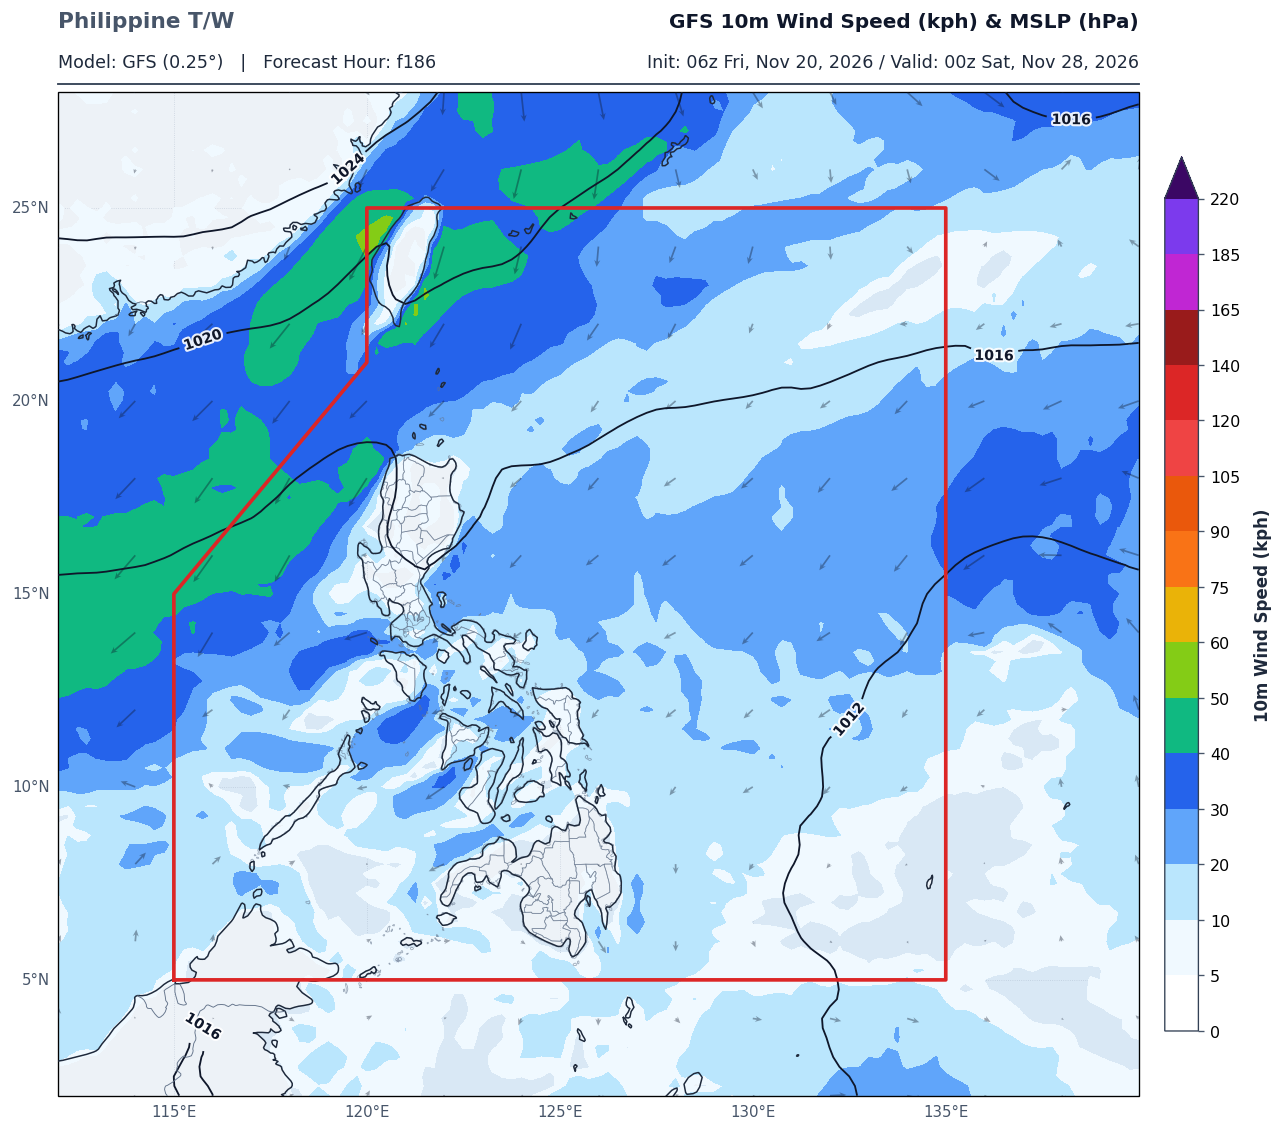 Philippine T/W
GFS 10m Wind Speed (kph) & MSLP (hPa)
Model: GFS (0.25°) | Forecast Hour: f186
Init: 06z Fri, Nov 20, 2026 / Valid: 00z Sat, Nov 28, 2026
1016
1024
1020
1016
1012
1016
25°N
20°N
15°N
10°N
5°N
115°E
120°E
125°E
130°E
135°E
220
185
165
140
120
105
90
75
60
50
40
30
20
10
5
0
10m Wind Speed (kph)